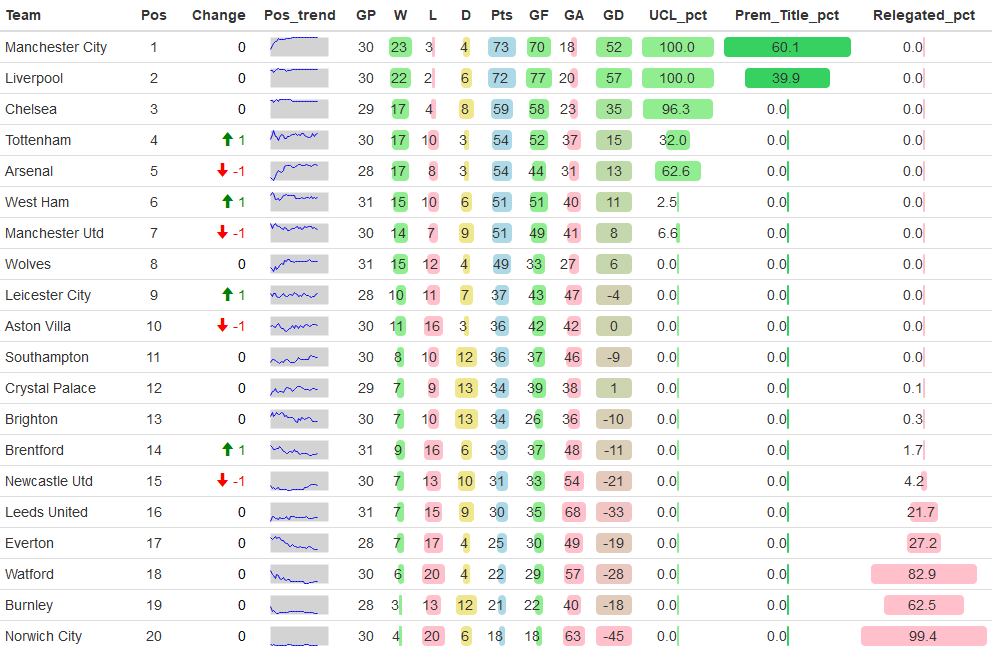 Team Pos Change Pos_trend GP W L D Pts GF GA GD UCL_pct Prem_Title_pct Relegated_pct
Manchester City 1 0 30 23 3 4 73 70 18 52 100.0 60.1 0.0
Liverpool 2 0 30 22 2 6 72 77 20 57 100.0 39.9 0.0
Chelsea 3 0 29 17 4 8 59 58 23 35 96.3 0.0 0.0
Tottenham 4 1 30 17 10 3 54 52 37 15 32.0 0.0 0.0
Arsenal 5 -1 28 17 8 3 54 44 31 13 62.6 0.0 0.0
West Ham 6 1 31 15 10 6 51 51 40 11 2.5 0.0 0.0
Manchester Utd 7 -1 30 14 7 9 51 49 41 8 6.6 0.0 0.0
Wolves 8 0 31 15 12 4 49 33 27 6 0.0 0.0 0.0
Leicester City 9 1 28 10 11 7 37 43 47 -4 0.0 0.0 0.0
Aston Villa 10 -1 30 11 16 3 36 42 42 0 0.0 0.0 0.0
Southampton 11 0 30 8 10 12 36 37 46 -9 0.0 0.0 0.0
Crystal Palace 12 0 29 7 9 13 34 39 38 1 0.0 0.0 0.1
Brighton 13 0 30 7 10 13 34 26 36 -10 0.0 0.0 0.3
Brentford 14 1 31 9 16 6 33 37 48 -11 0.0 0.0 1.7
Newcastle Utd 15 -1 30 7 13 10 31 33 54 -21 0.0 0.0 4.2
Leeds United 16 0 31 7 15 9 30 35 68 -33 0.0 0.0 21.7
Everton 17 0 28 7 17 4 25 30 49 -19 0.0 0.0 27.2
Watford 18 0 30 6 20 4 22 29 57 -28 0.0 0.0 82.9
Burnley 19 0 28 3 13 12 21 22 40 -18 0.0 0.0 62.5
Norwich City 20 0 30 4 20 6 18 18 63 -45 0.0 0.0 99.4